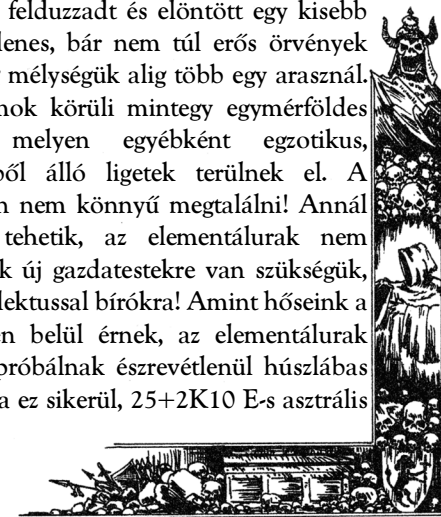 felduzzadt és elöntött egy kisebb
lenes, bár nem túl erős örvények
mélységük alig több egy arasznál.
nok körüli mintegy egymérföldes
melyen egyébként egzotikus,
ből álló ligetek terülnek el. A
n nem könnyű megtalálni! Annál
tehetik, az elementálurak nem
k új gazdatestekre van szükségük,
lektussal bírókra! Amint hőseink a
en belül érnek, az elementálurak
próbálnak észrevétlenül húszlábas
a ez sikerül, 25+2K10 E-s asztrális